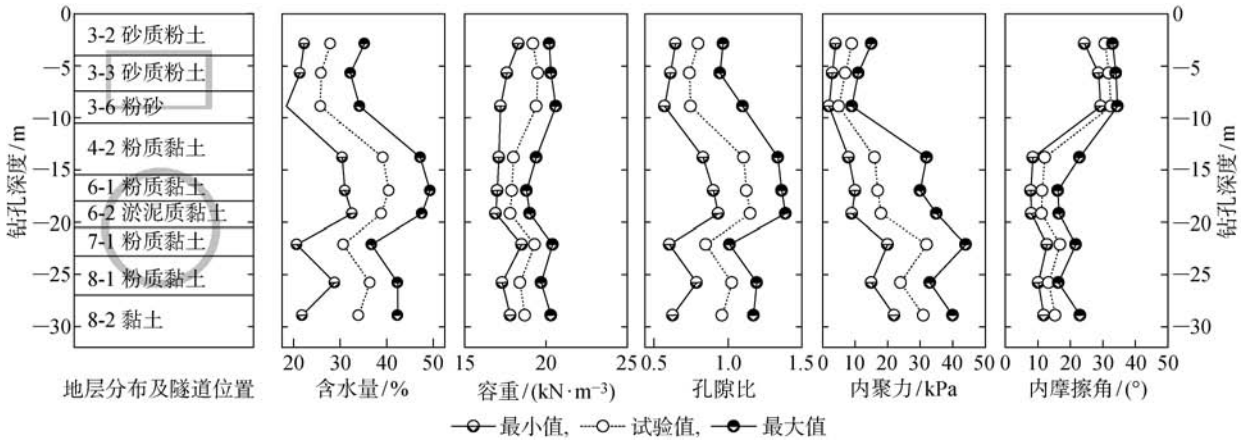 0
3-2 砂质粉土
−5
3-3 砂质粉土
3-6 粉砂
−10
4-2 粉质黏土
−15
6-1 粉质黏土
6-2 淤泥质黏土
−20
7-1 粉质黏土
−25
8-1 粉质黏土
8-2 黏土
−30
钻孔深度/m
地层分布及隧道位置
20 30 40 50
含水量/%
15 20 25
容重/(kN·m⁻³)
0.5 1.0 1.5
孔隙比
0 10 20 30 40 50
内聚力/kPa
0 10 20 30 40 50
内摩擦角/(°)
0
−5
−10
−15
−20
−25
−30
钻孔深度/m
最小值, 试验值, 最大值